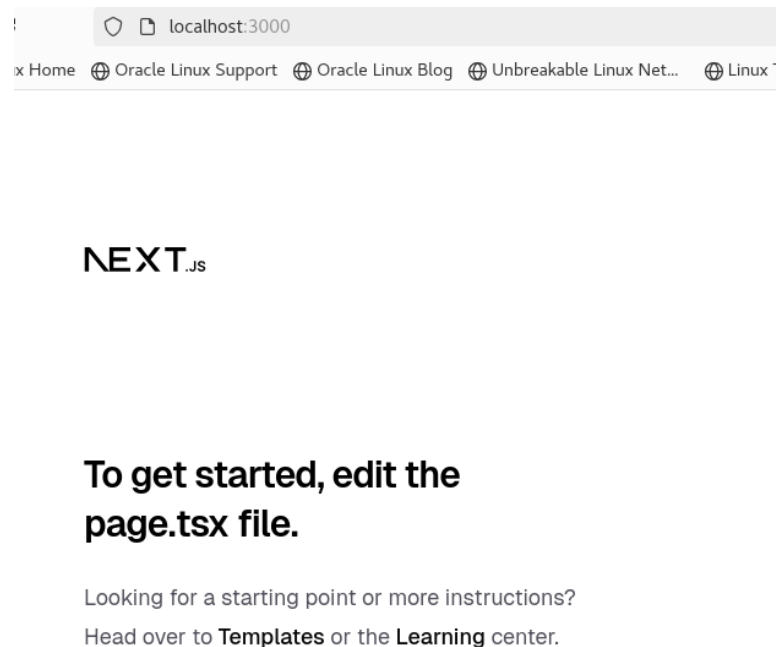 localhost:3000
x Home Oracle Linux Support Oracle Linux Blog Unbreakable Linux Net... Linux
NEXT.JS
To get started, edit the
page.tsx file.
Looking for a starting point or more instructions?
Head over to Templates or the Learning center.